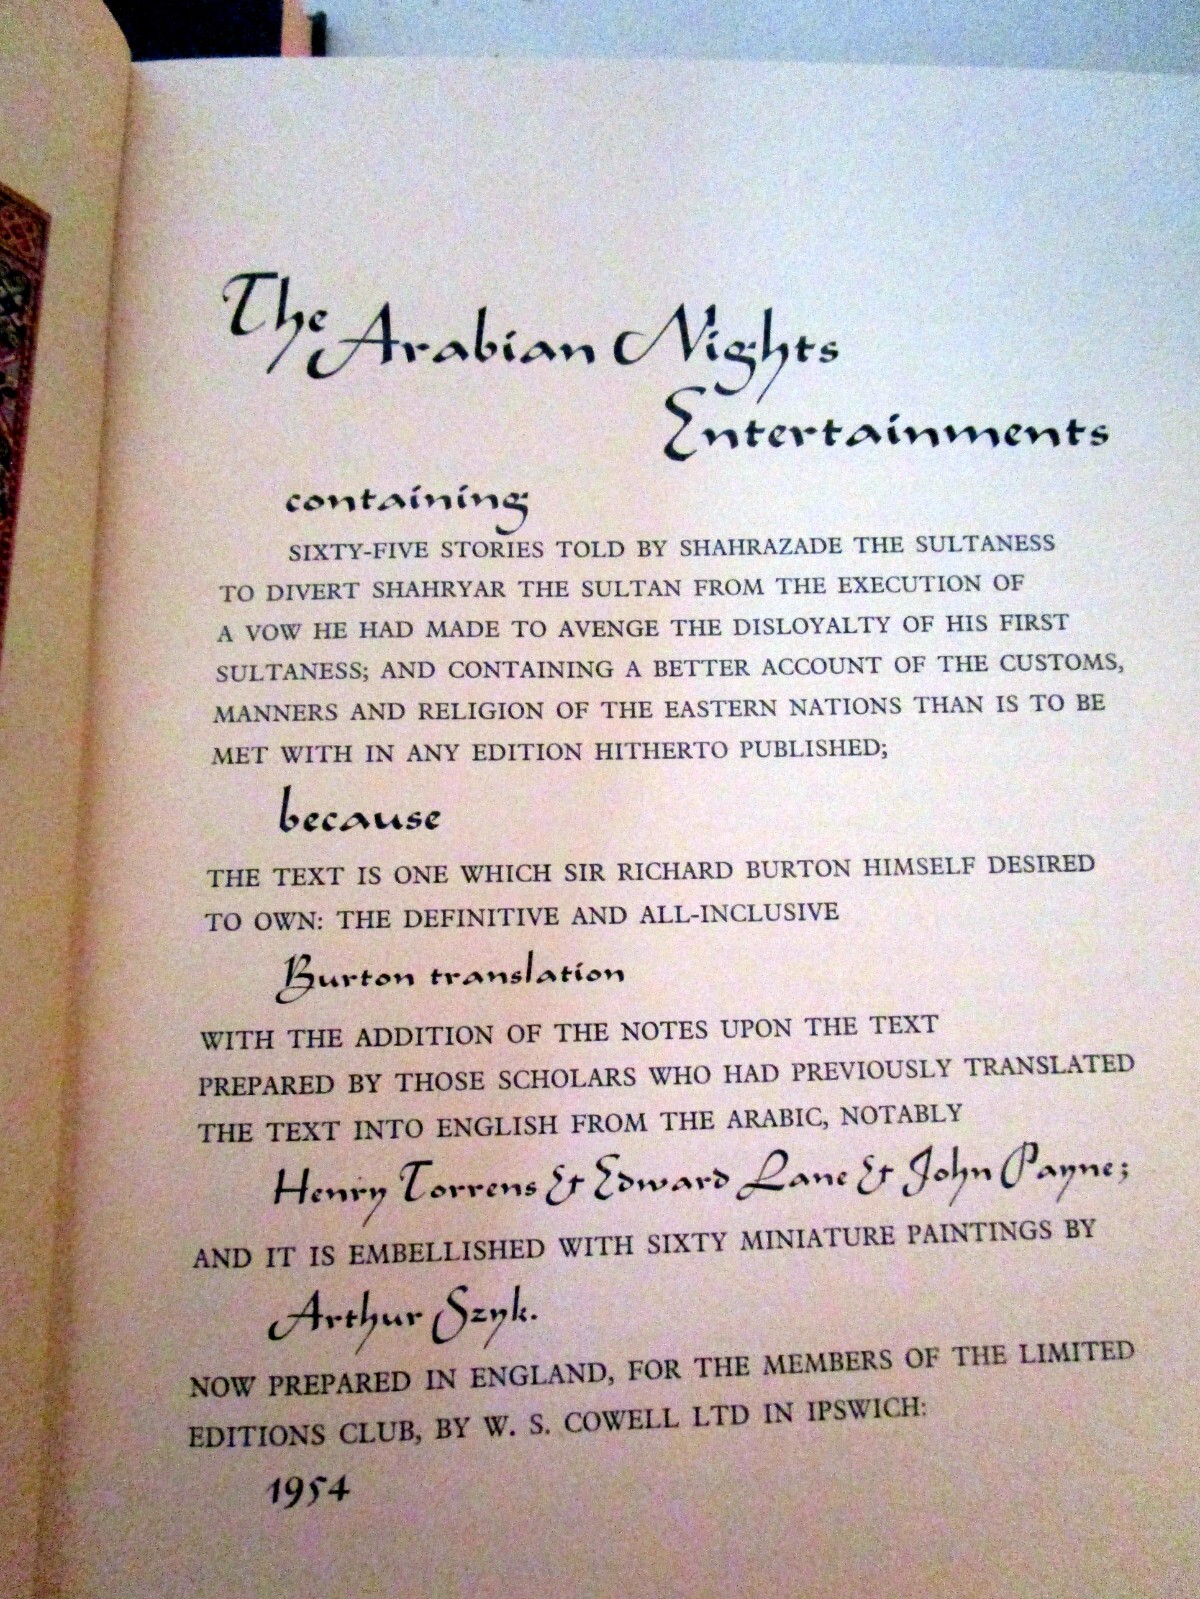 The Arabian Nights
Entertainments
containing
SIXTY-FIVE STORIES TOLD BY SHAHRAZADE THE SULTANESS
TO DIVERT SHAHRYAR THE SULTAN FROM THE EXECUTION OF
A VOW HE HAD MADE TO AVENGE THE DISLOYALTY OF HIS FIRST
SULTANESS; AND CONTAINING A BETTER ACCOUNT OF THE CUSTOMS,
MANNERS AND RELIGION OF THE EASTERN NATIONS THAN IS TO BE
MET WITH IN ANY EDITION HITHERTO PUBLISHED;
because
THE TEXT IS ONE WHICH SIR RICHARD BURTON HIMSELF DESIRED
TO OWN: THE DEFINITIVE AND ALL-INCLUSIVE
Burton translation
WITH THE ADDITION OF THE NOTES UPON THE TEXT
PREPARED BY THOSE SCHOLARS WHO HAD PREVIOUSLY TRANSLATED
THE TEXT INTO ENGLISH FROM THE ARABIC, NOTABLY
Henry Torrens & Edward Lane & John Payne;
AND IT IS EMBELLISHED WITH SIXTY MINIATURE PAINTINGS BY
Arthur Szyk.
NOW PREPARED IN ENGLAND, FOR THE MEMBERS OF THE LIMITED
EDITIONS CLUB, BY W. S. COWELL LTD IN IPSWICH:
1954